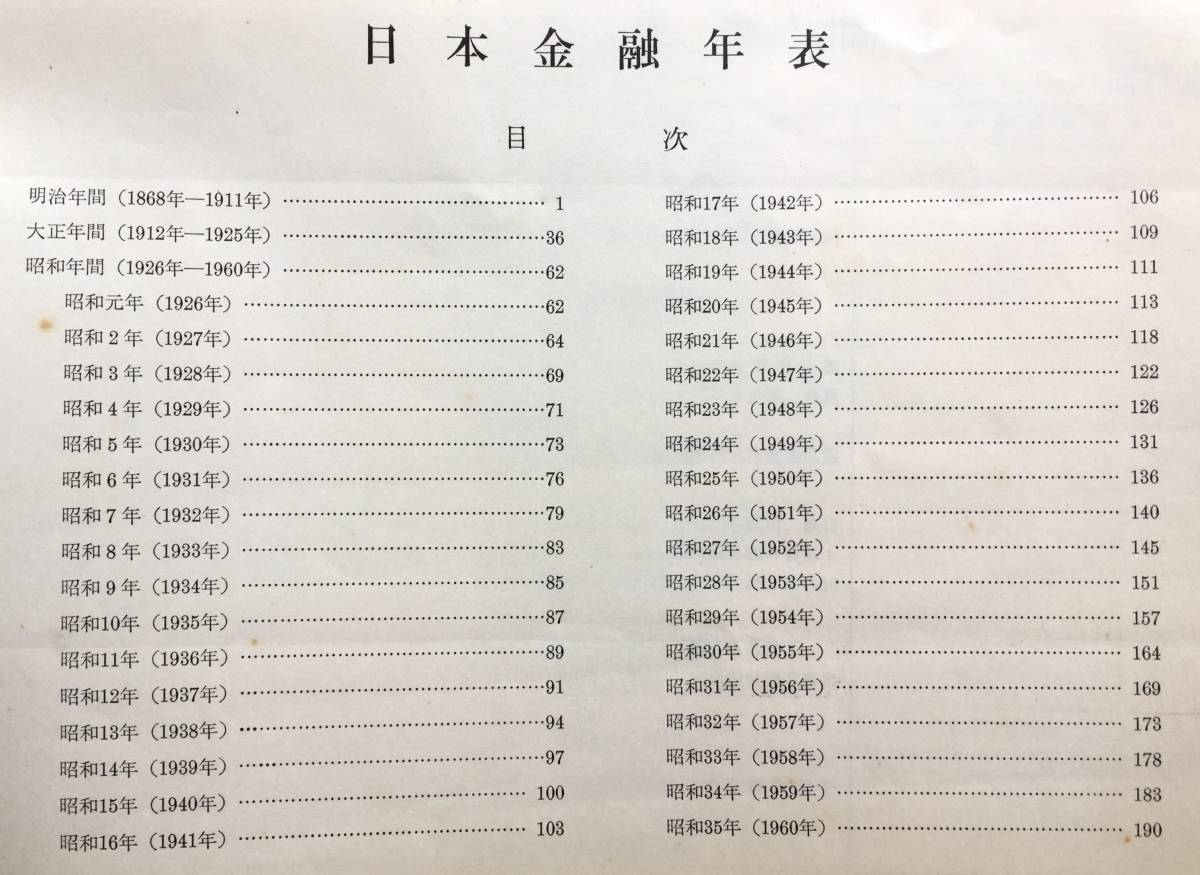 日本金融年表
目次
明治年間（1868年―1911年）……………………………………1
大正年間（1912年―1925年）……………………………………36
昭和年間（1926年―1960年）……………………………………62
昭和元年（1926年）……………………………………62
昭和2年（1927年）……………………………………64
昭和3年（1928年）……………………………………69
昭和4年（1929年）……………………………………71
昭和5年（1930年）……………………………………73
昭和6年（1931年）……………………………………76
昭和7年（1932年）……………………………………79
昭和8年（1933年）……………………………………83
昭和9年（1934年）……………………………………85
昭和10年（1935年）……………………………………87
昭和11年（1936年）……………………………………89
昭和12年（1937年）……………………………………91
昭和13年（1938年）……………………………………94
昭和14年（1939年）……………………………………97
昭和15年（1940年）……………………………………100
昭和16年（1941年）……………………………………103
昭和17年（1942年）……………………………………106
昭和18年（1943年）……………………………………109
昭和19年（1944年）……………………………………111
昭和20年（1945年）……………………………………113
昭和21年（1946年）……………………………………118
昭和22年（1947年）……………………………………122
昭和23年（1948年）……………………………………126
昭和24年（1949年）……………………………………131
昭和25年（1950年）……………………………………136
昭和26年（1951年）……………………………………140
昭和27年（1952年）……………………………………145
昭和28年（1953年）……………………………………151
昭和29年（1954年）……………………………………157
昭和30年（1955年）……………………………………164
昭和31年（1956年）……………………………………169
昭和32年（1957年）……………………………………173
昭和33年（1958年）……………………………………178
昭和34年（1959年）……………………………………183
昭和35年（1960年）……………………………………190